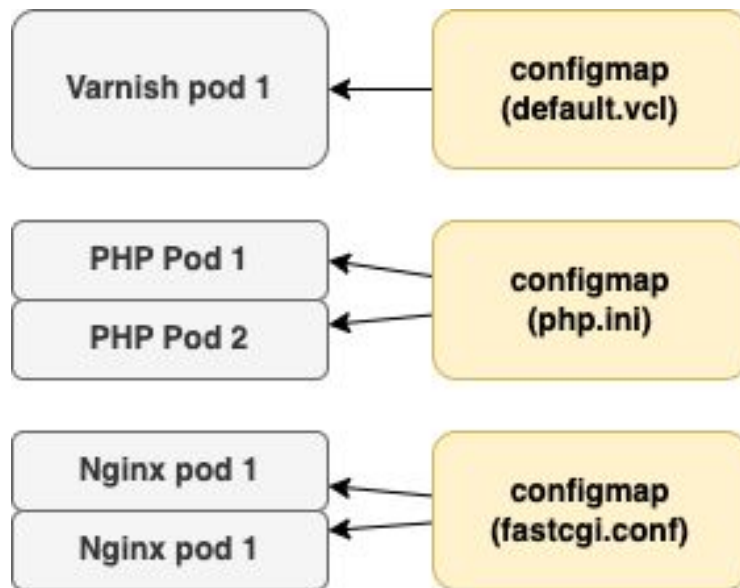 Varnish pod 1
configmap
(default.vcl)
PHP Pod 1
PHP Pod 2
configmap
(php.ini)
Nginx pod 1
Nginx pod 1
configmap
(fastcgi.conf)